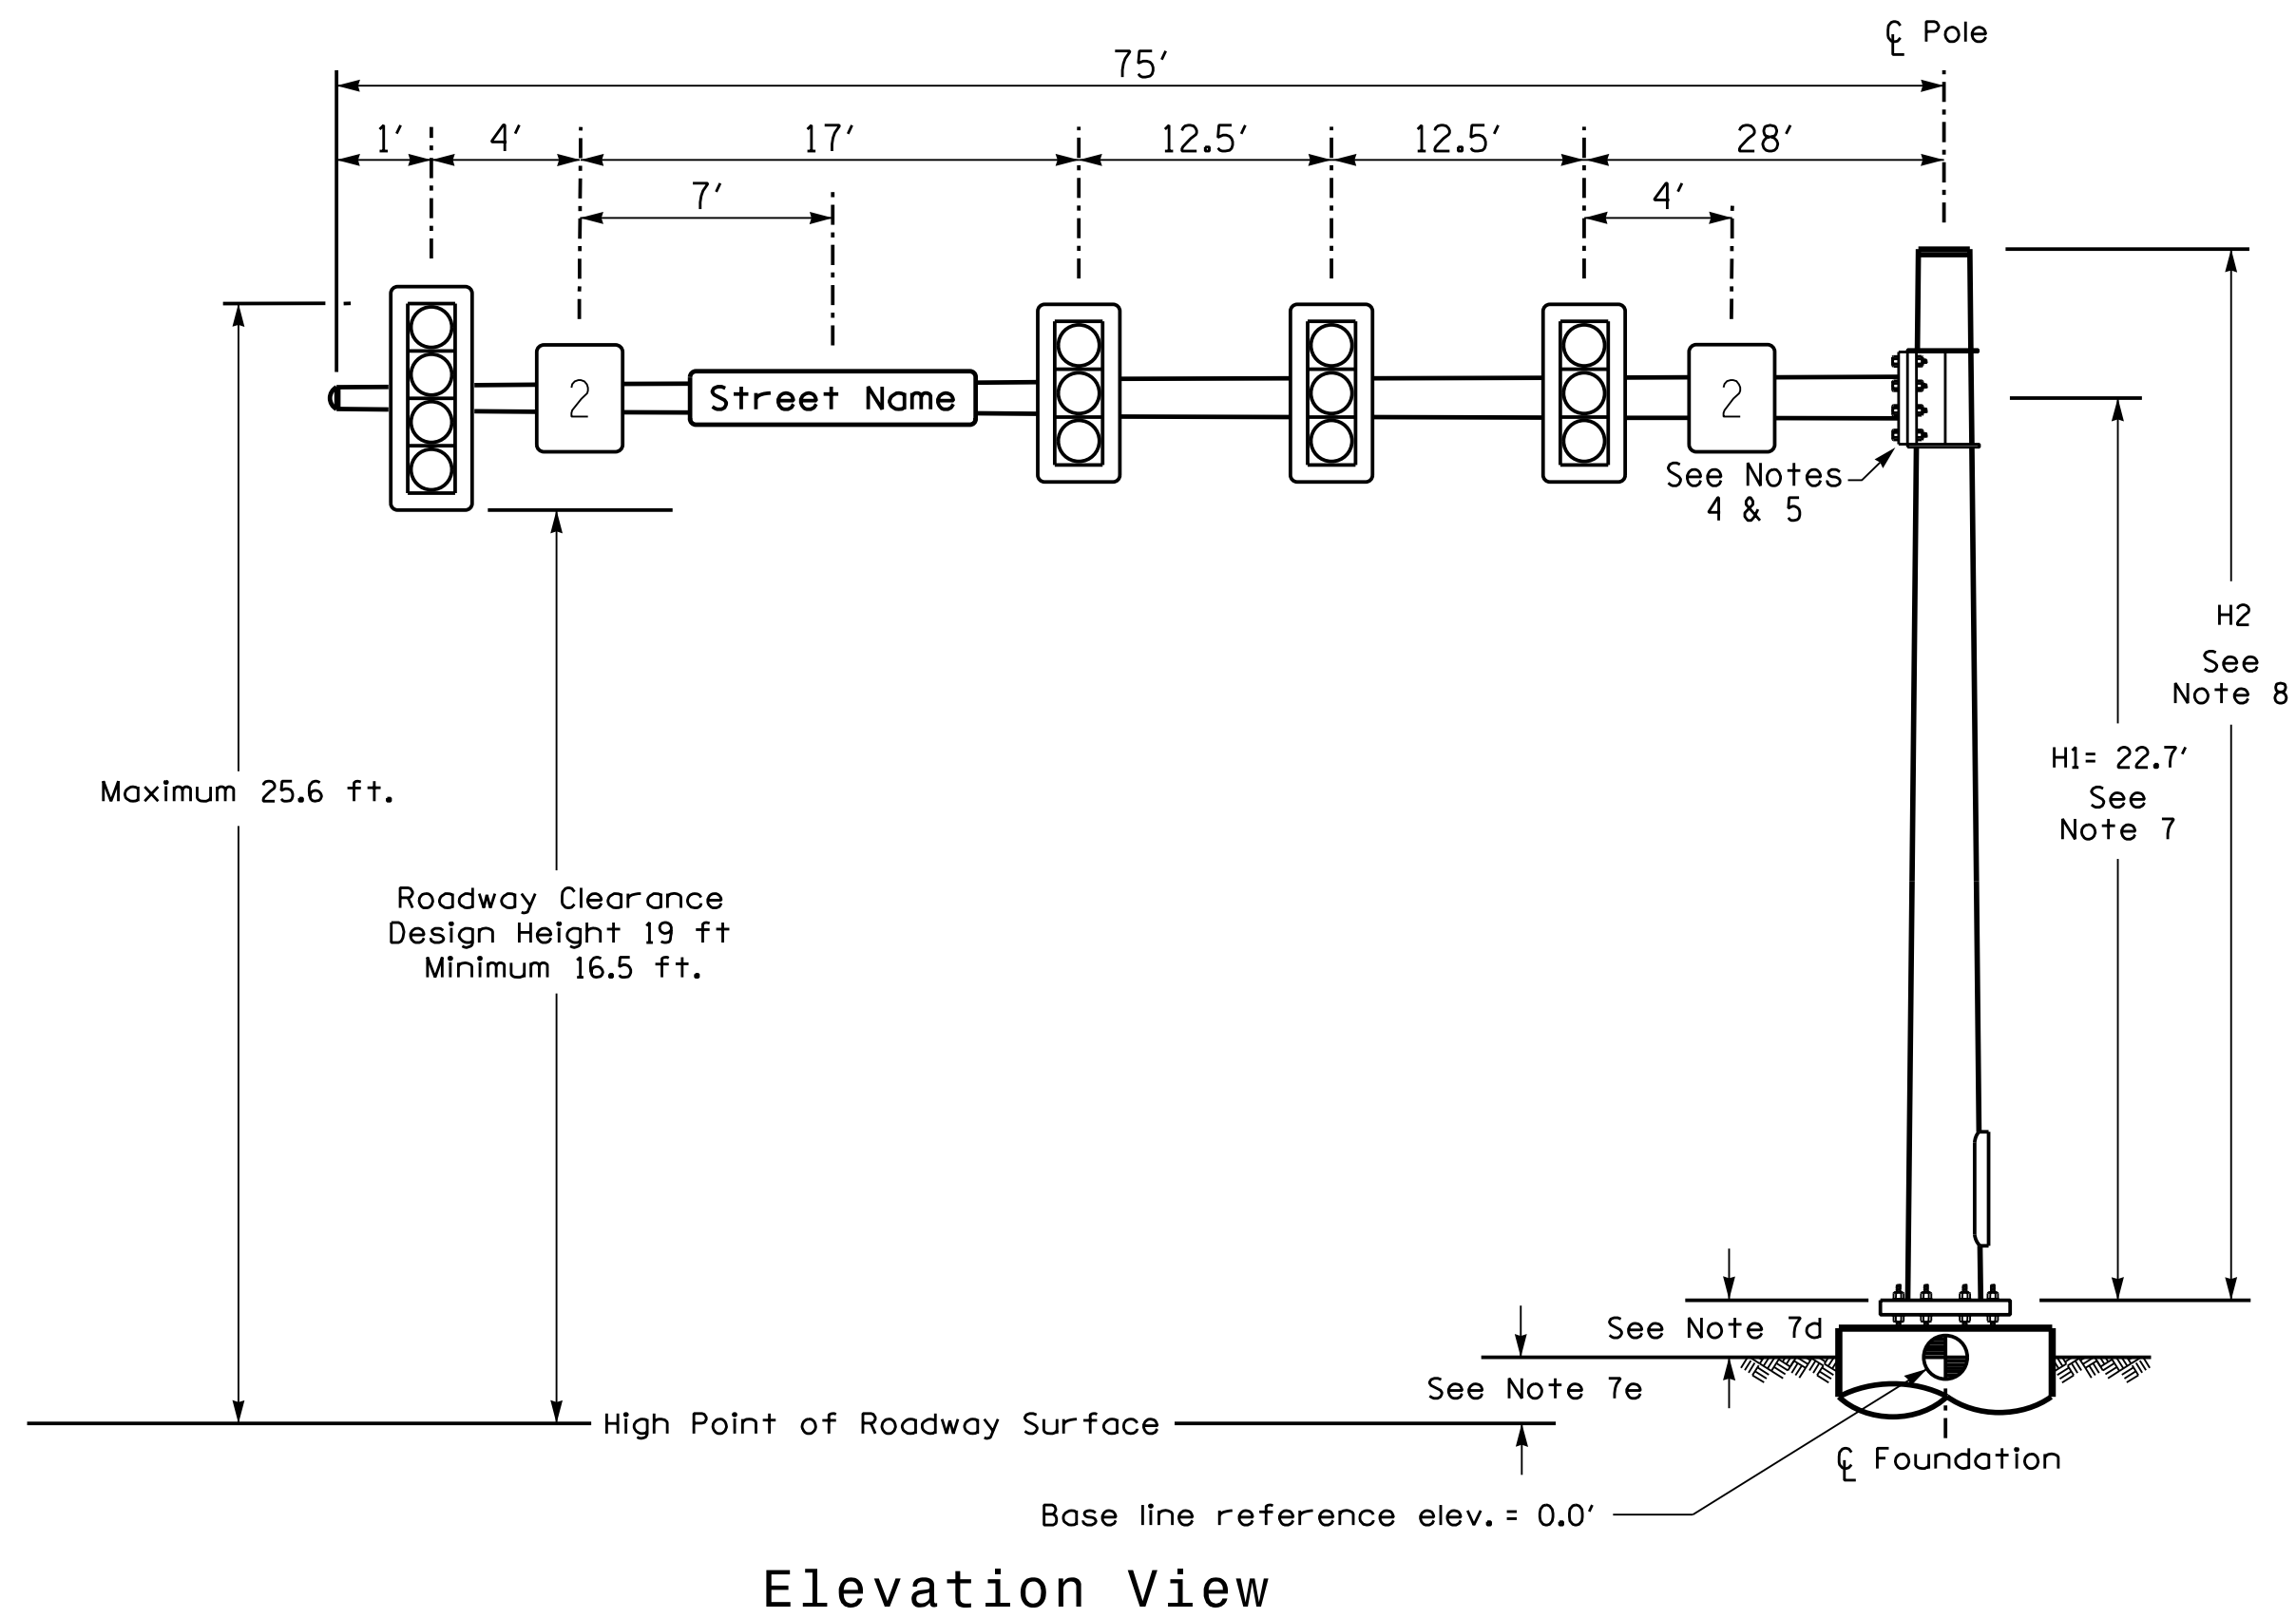 ℄ Pole
75′
1′ 4′ 17′ 12.5′ 12.5′ 28′
7′ 4′
2 Street Name 2
See Notes
4 & 5
H2
See
Note 8
H1= 22.7′
See
Note 7
Maximum 25.6 ft.
Roadway Clearance
Design Height 19 ft
Minimum 16.5 ft.
See Note 7d
See Note 7e
High Point of Roadway Surface
℄ Foundation
Base line reference elev. = 0.0′
Elevation View